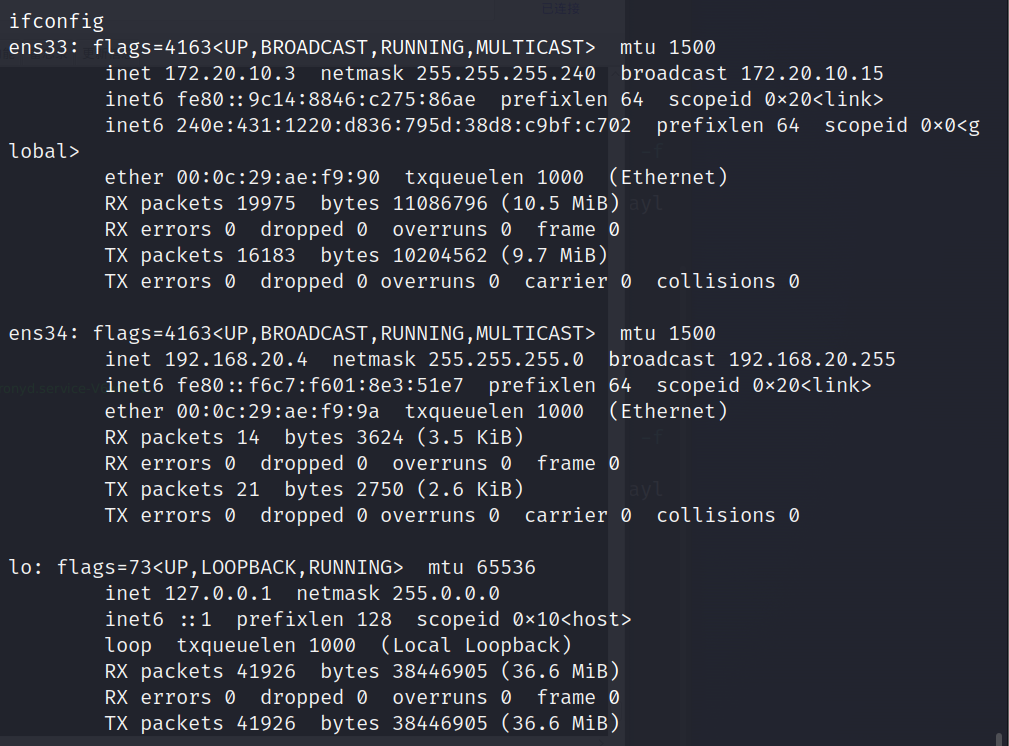 已连接
ifconfig
ens33: flags=4163<UP,BROADCAST,RUNNING,MULTICAST>  mtu 1500
        inet 172.20.10.3  netmask 255.255.255.240  broadcast 172.20.10.15
        inet6 fe80::9c14:8846:c275:86ae  prefixlen 64  scopeid 0×20<link>
        inet6 240e:431:1220:d836:795d:38d8:c9bf:c702  prefixlen 64  scopeid 0×0<g
lobal>
-f
        ether 00:0c:29:ae:f9:90  txqueuelen 1000  (Ethernet)
        RX packets 19975  bytes 11086796 (10.5 MiB) ayl
        RX errors 0  dropped 0  overruns 0  frame 0
        TX packets 16183  bytes 10204562 (9.7 MiB)
        TX errors 0  dropped 0 overruns 0  carrier 0  collisions 0

ens34: flags=4163<UP,BROADCAST,RUNNING,MULTICAST>  mtu 1500
        inet 192.168.20.4  netmask 255.255.255.0  broadcast 192.168.20.255
        inet6 fe80::f6c7:f601:8e3:51e7  prefixlen 64  scopeid 0×20<link>
        ether 00:0c:29:ae:f9:9a  txqueuelen 1000  (Ethernet)
        RX packets 14  bytes 3624 (3.5 KiB) -f
        RX errors 0  dropped 0  overruns 0  frame 0
        TX packets 21  bytes 2750 (2.6 KiB) ayl
        TX errors 0  dropped 0 overruns 0  carrier 0  collisions 0

lo: flags=73<UP,LOOPBACK,RUNNING>  mtu 65536
        inet 127.0.0.1  netmask 255.0.0.0
        inet6 ::1  prefixlen 128  scopeid 0×10<host>
        loop  txqueuelen 1000  (Local Loopback)
        RX packets 41926  bytes 38446905 (36.6 MiB)
        RX errors 0  dropped 0  overruns 0  frame 0
        TX packets 41926  bytes 38446905 (36.6 MiB)